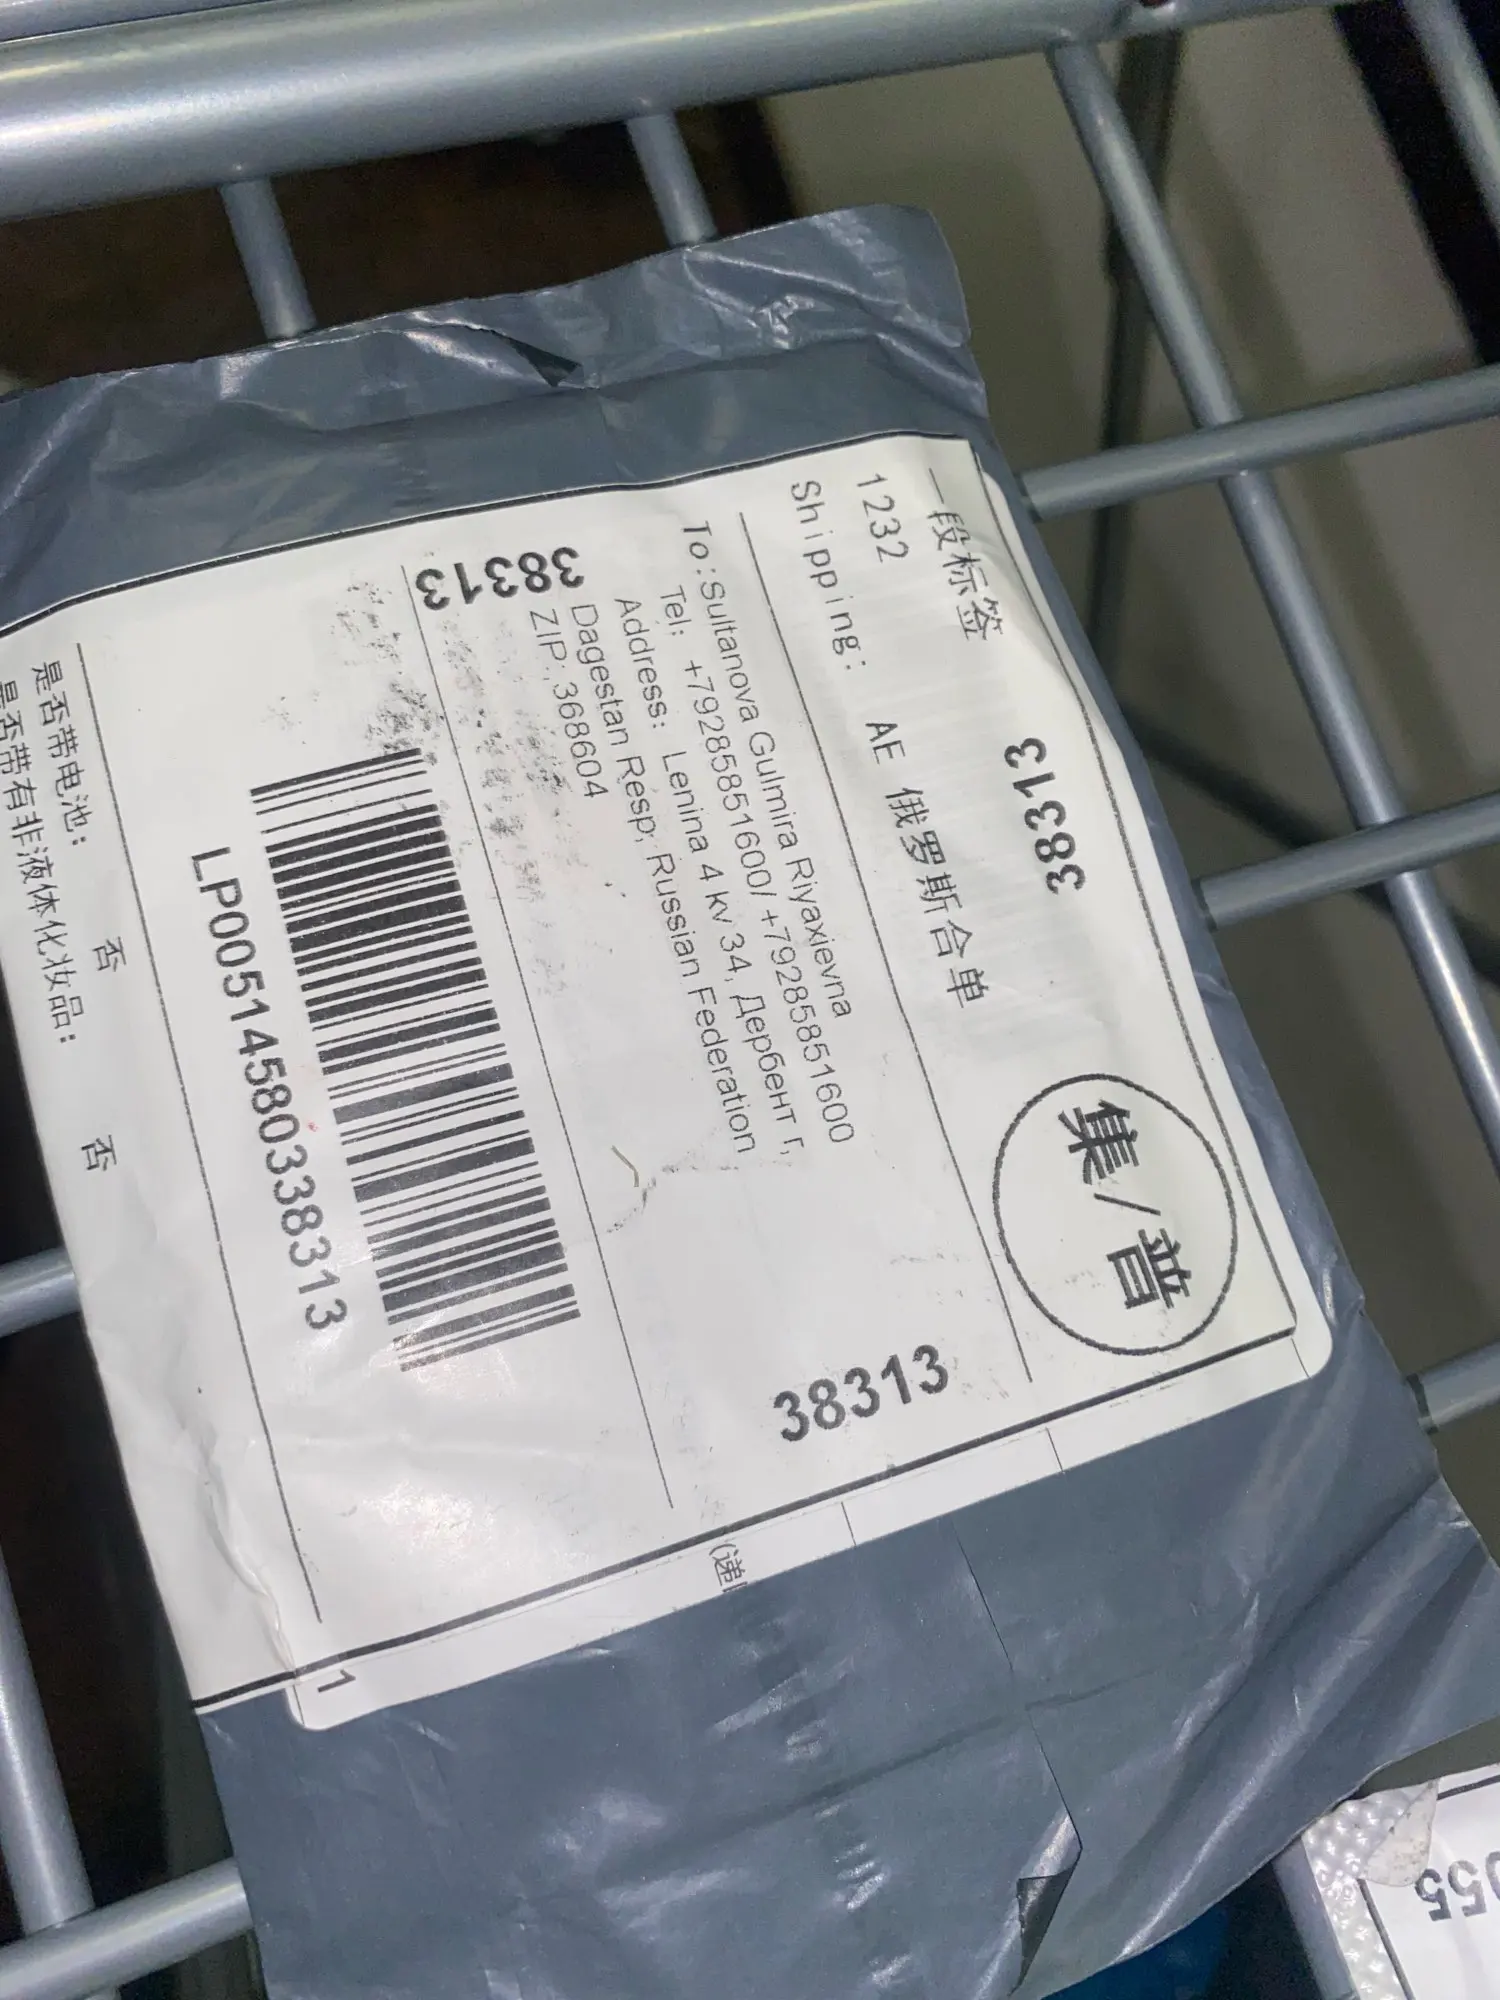 一段标签
38313
集/普
1232
AE 俄罗斯合单
Shipping:
To:Sultanova Gulmira Riyaxievna
Tel: +79285851600/ +79285851600
Address: Lenina 4 kv 34, Дербент г,
Dagestan Resp, Russian Federation
ZIP:,368604
38313
38313
LP00514580338313
是否带电池: 否
是否带有非液体化妆品: 否
(递
1
055